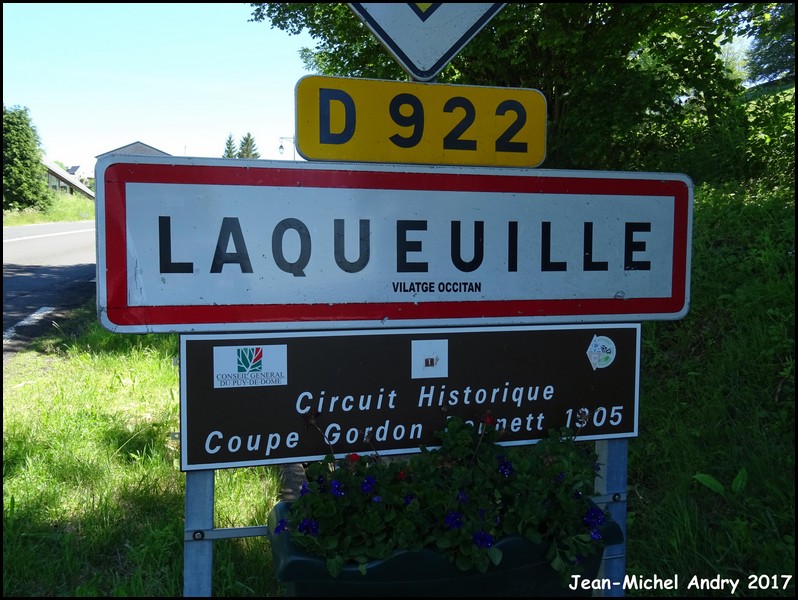 D 922
LAQUEUILLE
VILATGE OCCITAN
CONSEIL GENERAL
DU PUY-DE-DOME
Circuit Historique
Coupe Gordon Bennett 1905
Jean-Michel Andry 2017